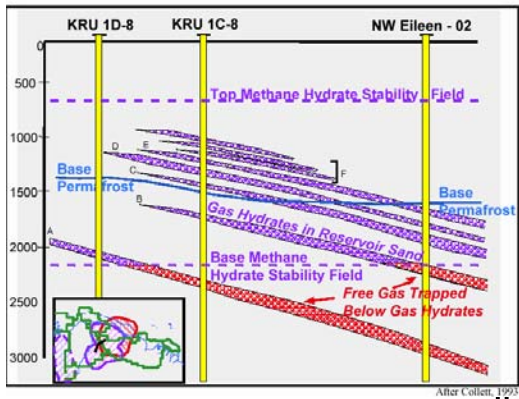 KRU 1D-8 KRU 1C-8 NW Eileen - 02
0
Top Methane Hydrate Stability Field
500
1000
D E
F
Base
Permafrost
C
1500
B
Base
Permafrost
Gas Hydrates in Reservoir Sand
A
2000
Base Methane
Hydrate Stability Field
Free Gas Trapped
Below Gas Hydrates
2500
3000
After Collett, 1993